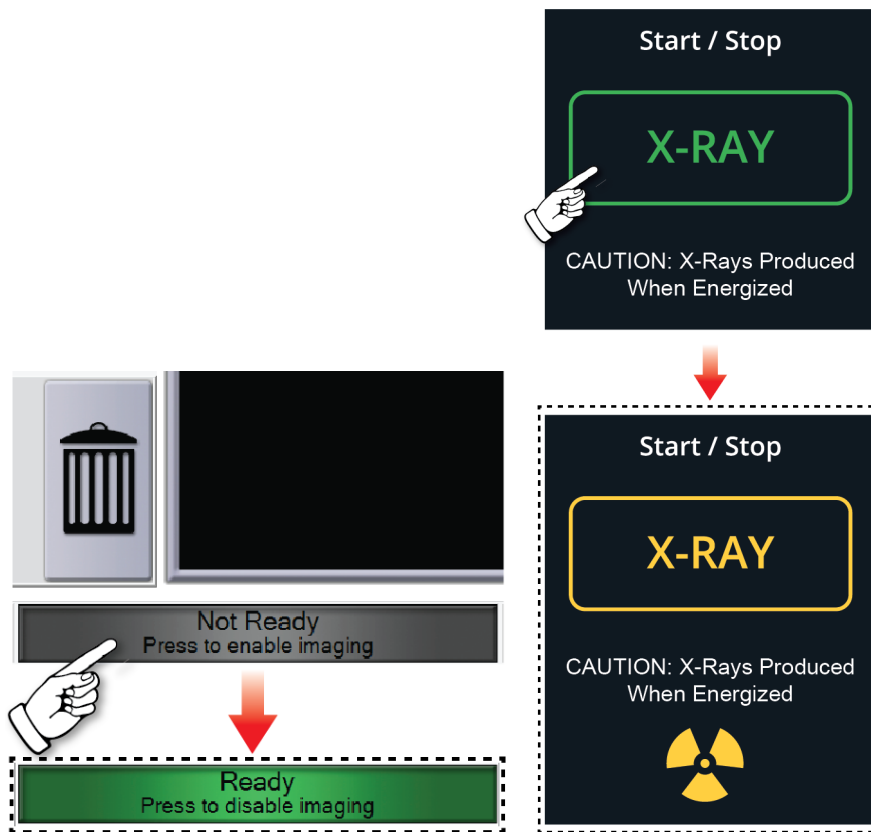 Start / Stop
X-RAY
CAUTION: X-Rays Produced
When Energized
Not Ready
Press to enable imaging
Ready
Press to disable imaging
Start / Stop
X-RAY
CAUTION: X-Rays Produced
When Energized